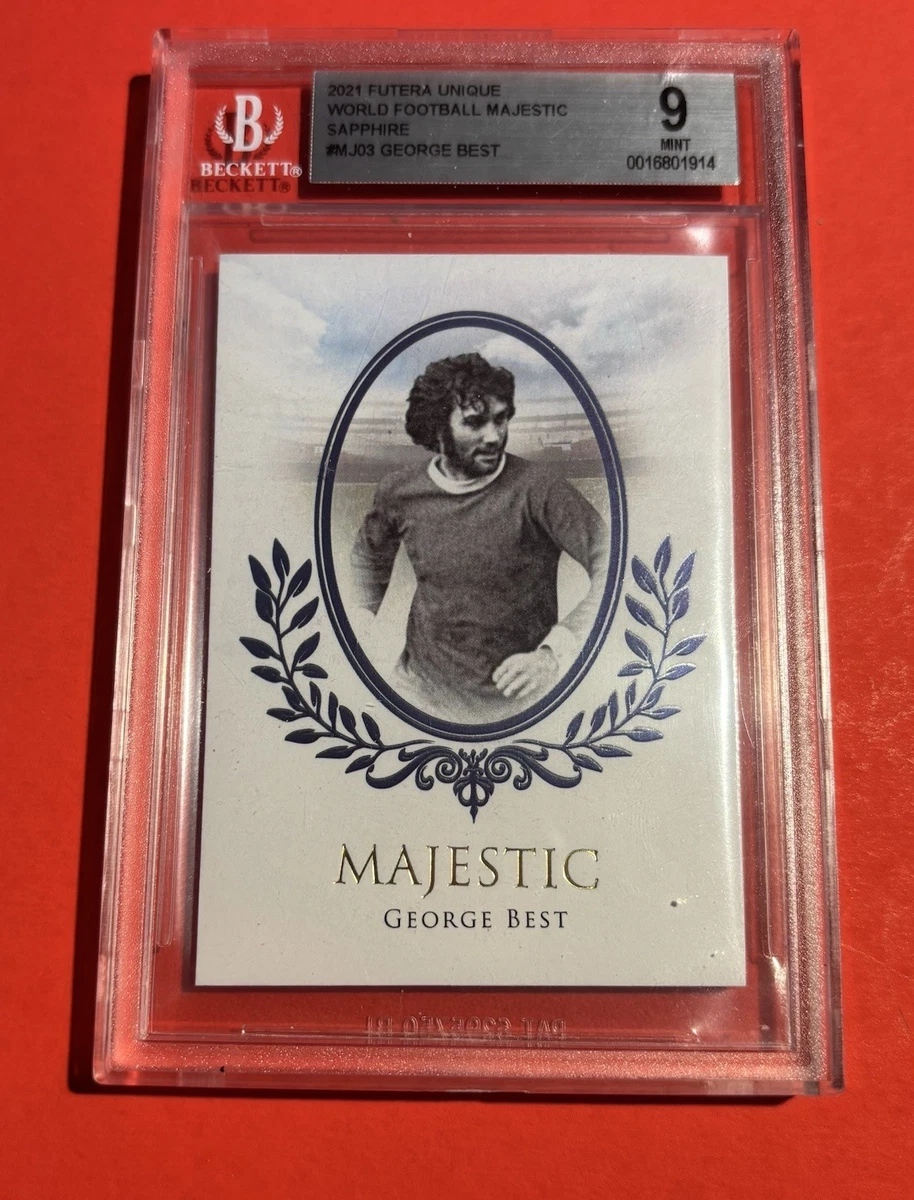 B
BECKETT®
BECKETT®
2021 FUTERA UNIQUE
WORLD FOOTBALL MAJESTIC
SAPPHIRE
#MJ03 GEORGE BEST
9
MINT
0016801914
MAJESTIC
GEORGE BEST